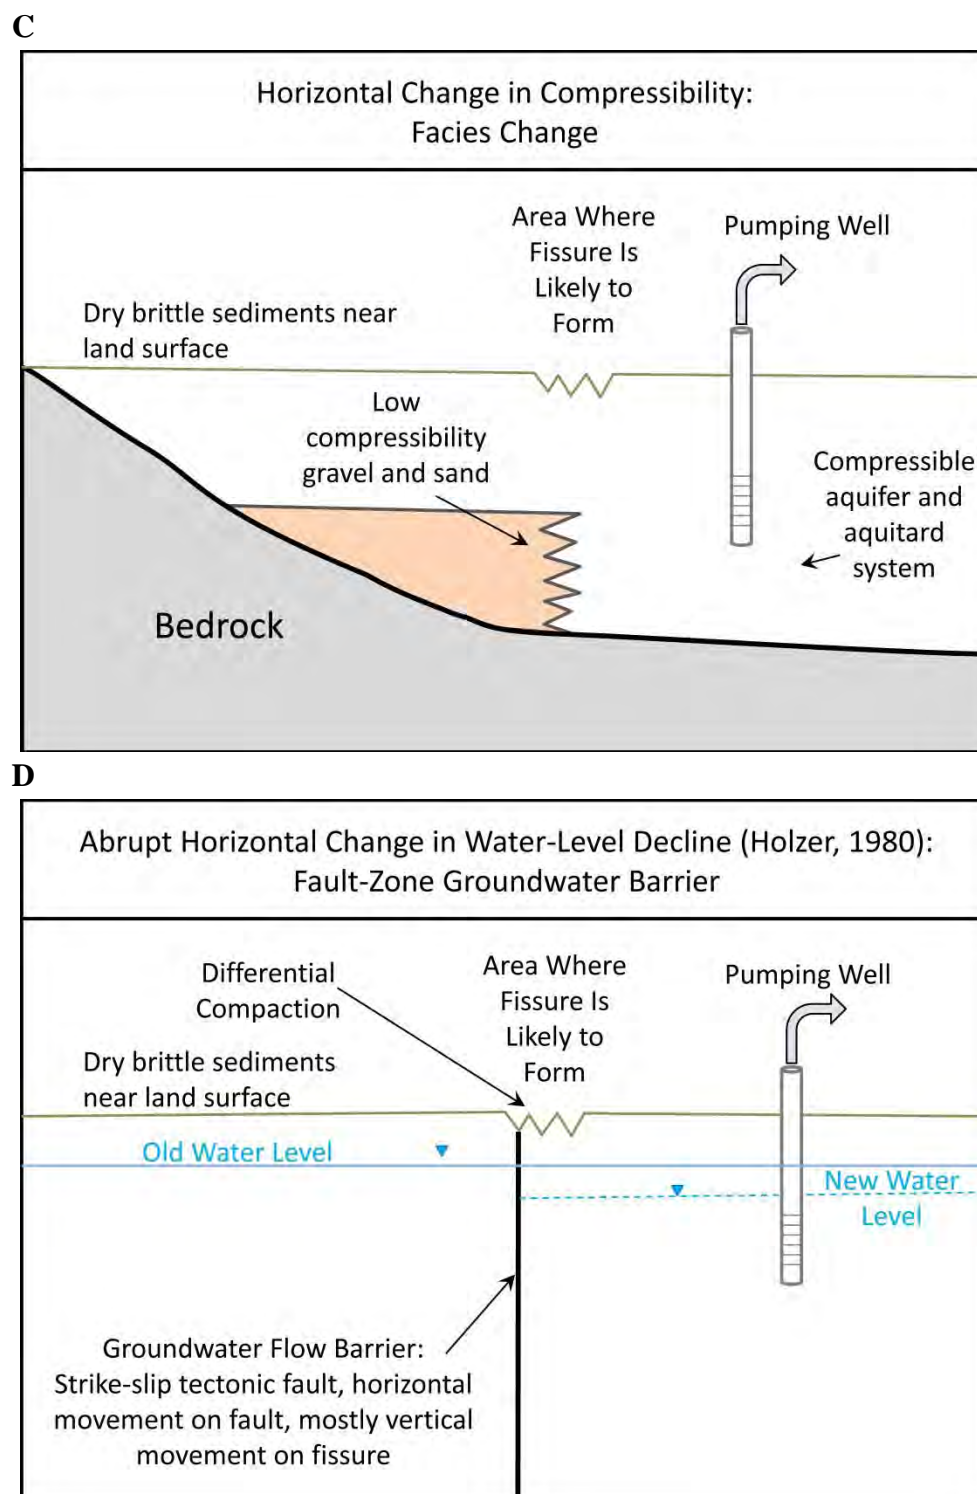 C
Horizontal Change in Compressibility:
Facies Change
Area Where
Fissure Is
Likely to
Form
Pumping Well
Dry brittle sediments near
land surface
Low
compressibility
gravel and sand
Compressible
aquifer and
aquitard
system
Bedrock
D
Abrupt Horizontal Change in Water-Level Decline (Holzer, 1980):
Fault-Zone Groundwater Barrier
Differential
Compaction
Area Where
Fissure Is
Likely to
Form
Pumping Well
Dry brittle sediments
near land surface
Old Water Level
New Water
Level
Groundwater Flow Barrier:
Strike-slip tectonic fault, horizontal
movement on fault, mostly vertical
movement on fissure